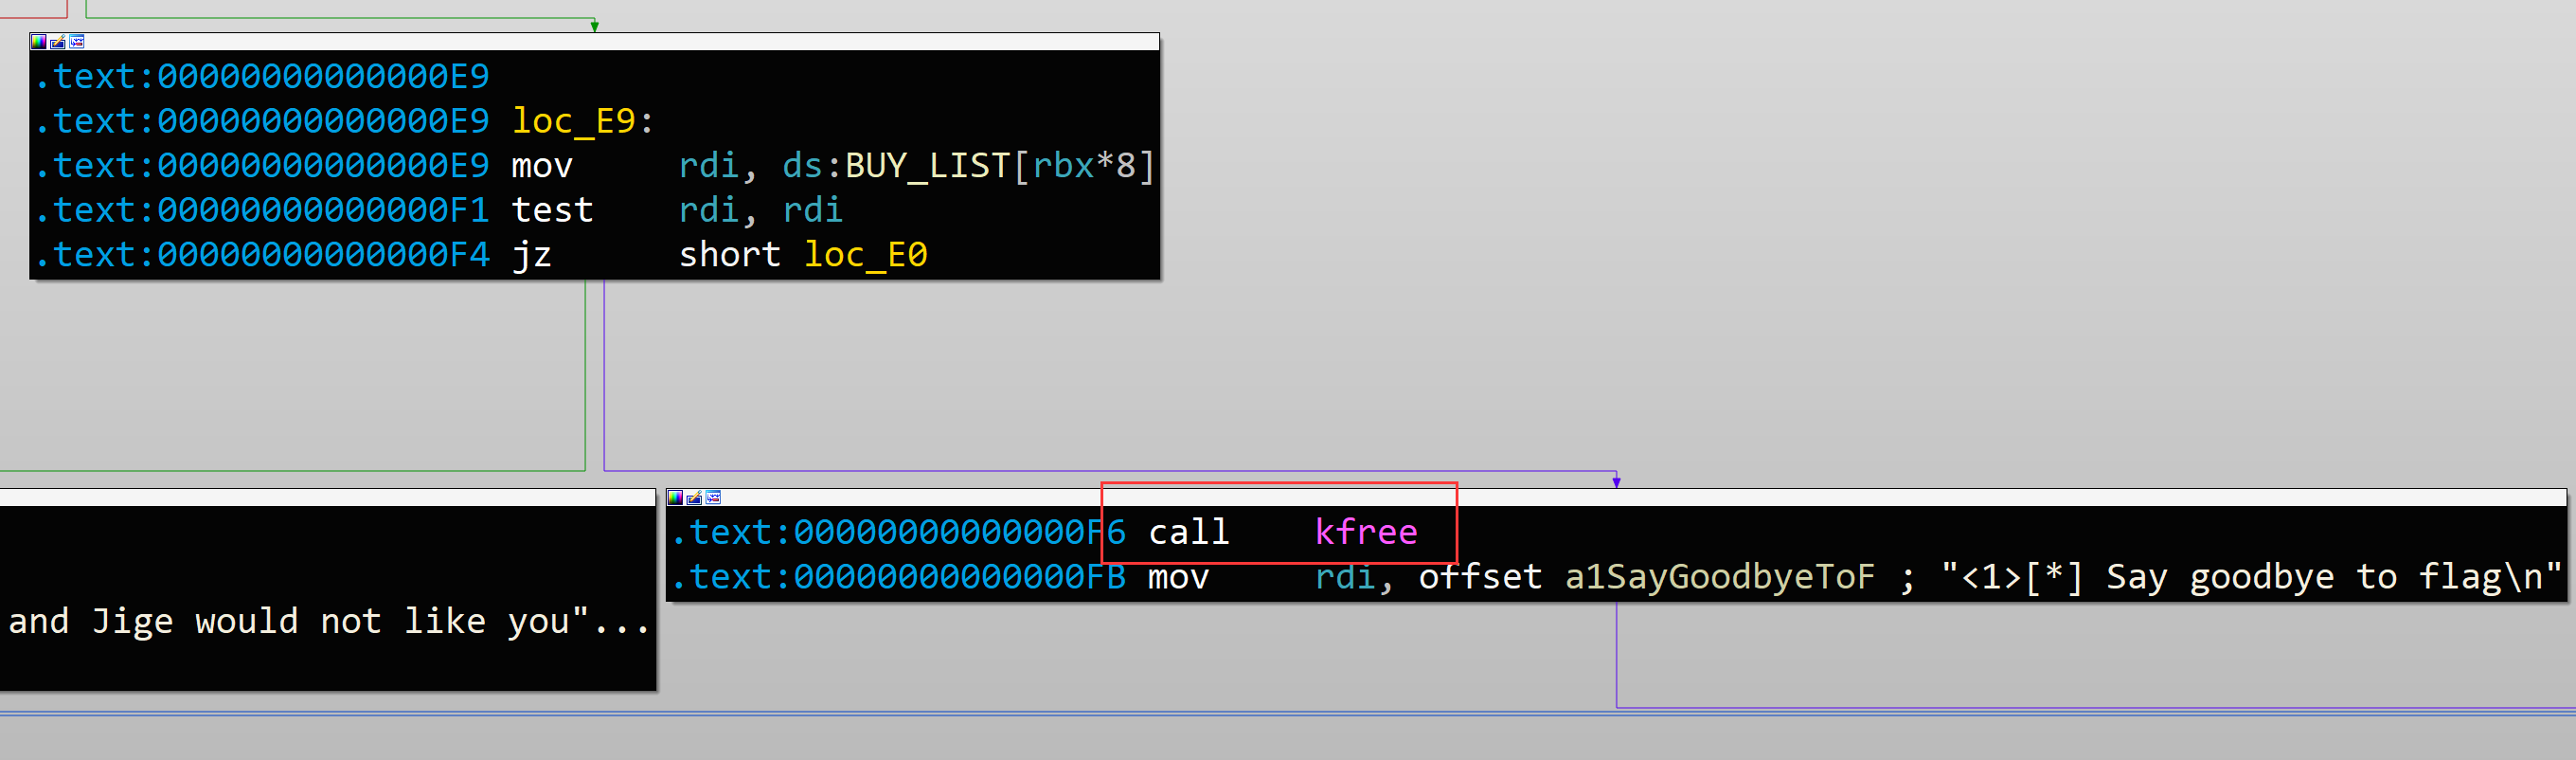 .text:00000000000000E9
.text:00000000000000E9 loc_E9:
.text:00000000000000E9 mov     rdi, ds:BUY_LIST[rbx*8]
.text:00000000000000F1 test    rdi, rdi
.text:00000000000000F4 jz      short loc_E0
.text:00000000000000F6 call    kfree
.text:00000000000000FB mov     rdi, offset a1SayGoodbyeToF ; "<1>[*] Say goodbye to flag\n"
and Jige would not like you"...